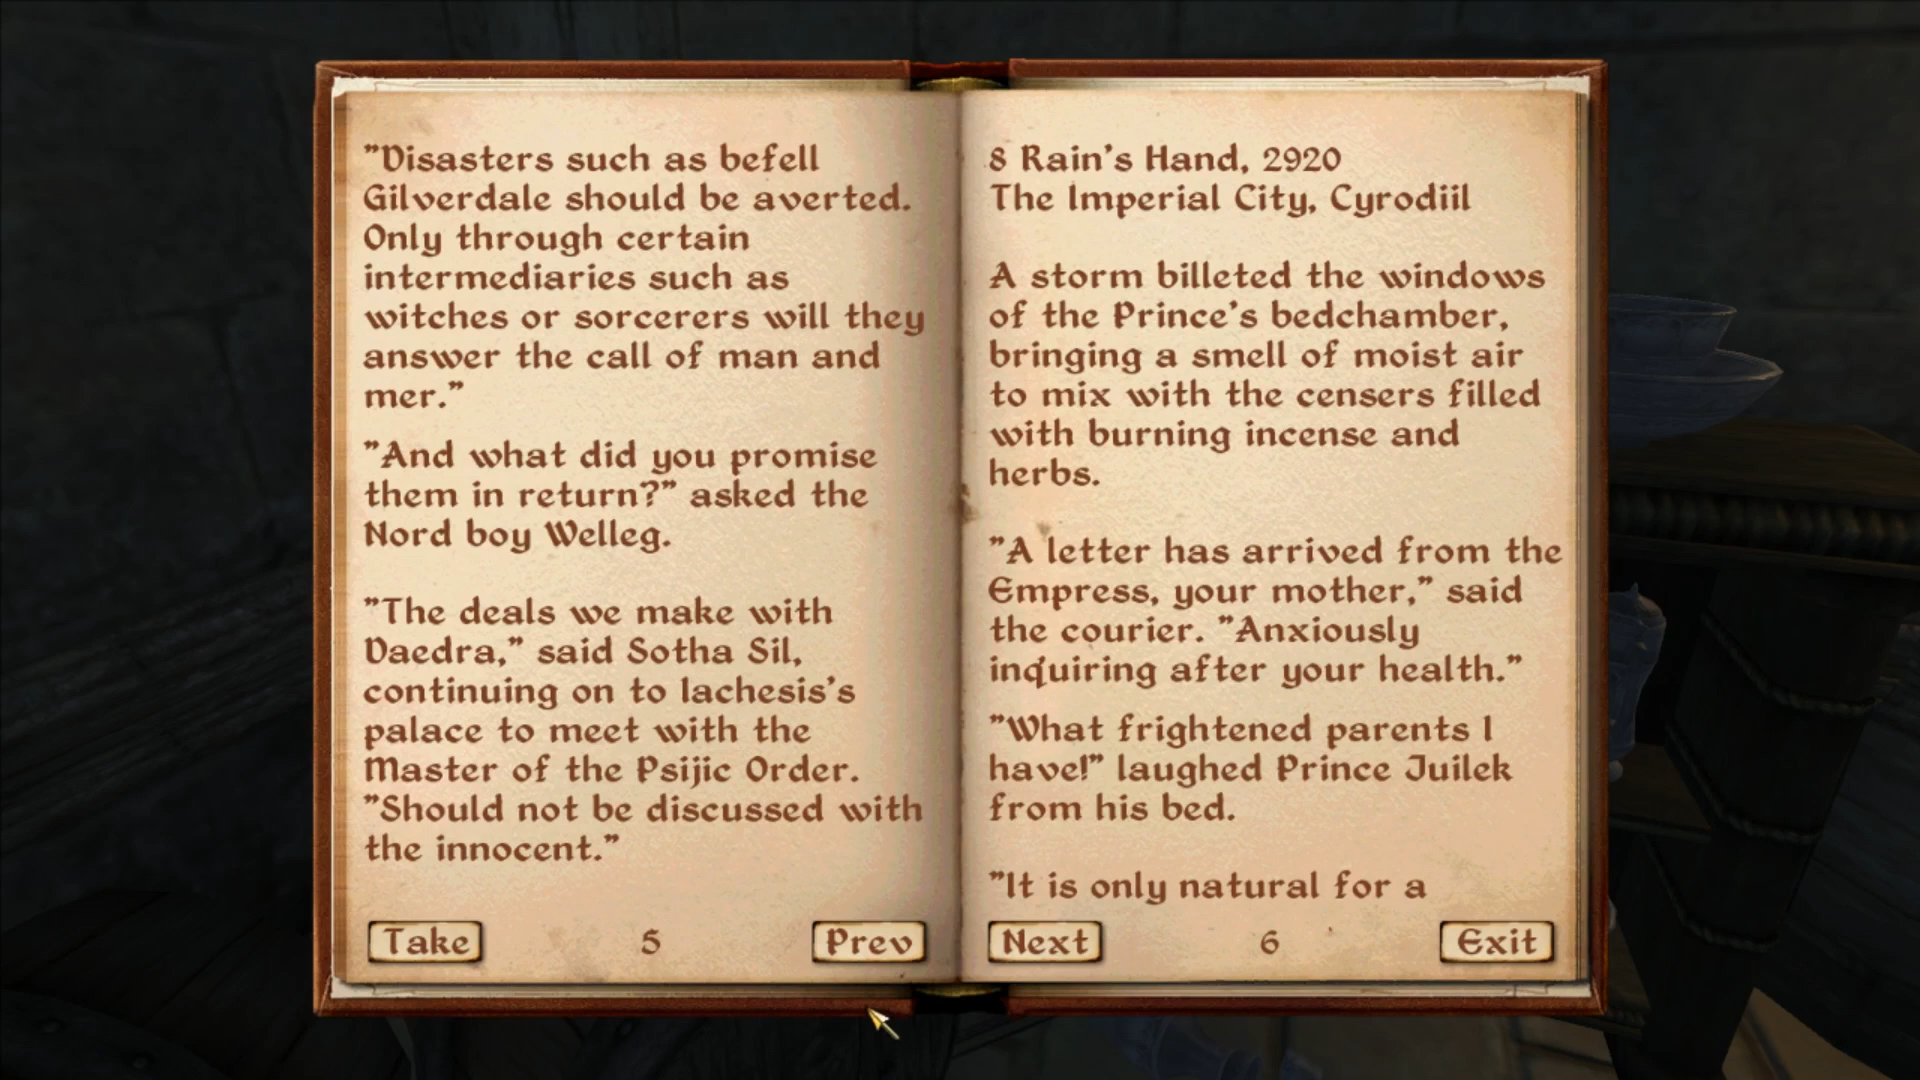 "Disasters such as befell
Gilverdale should be averted.
Only through certain
intermediaries such as
witches or sorcerers will they
answer the call of man and
mer."
"And what did you promise
them in return?" asked the
Nord boy Welleg.
"The deals we make with
Daedra," said Sotha Sil,
continuing on to Iachesis's
palace to meet with the
Master of the Psijic Order.
"Should not be discussed with
the innocent."
Take
5
Prev
8 Rain's Hand, 2920
The Imperial City, Cyrodiil
A storm billeted the windows
of the Prince's bedchamber,
bringing a smell of moist air
to mix with the censers filled
with burning incense and
herbs.
"A letter has arrived from the
Empress, your mother," said
the courier. "Anxiously
inquiring after your health."
"What frightened parents I
have!" laughed Prince Juilek
from his bed.
"It is only natural for a
Next
6
Exit